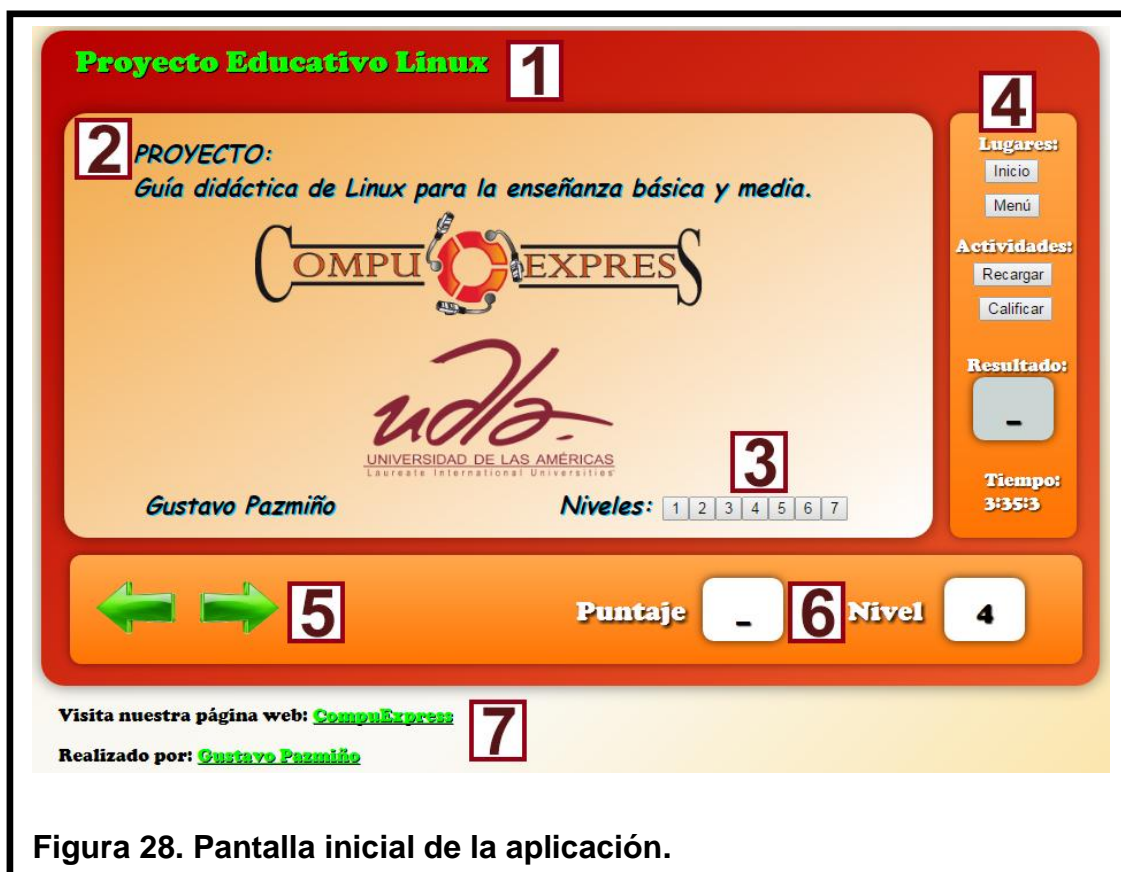 Proyecto Educativo Linux
1
2
PROYECTO:
Guía didáctica de Linux para la enseñanza básica y media.
COMPU EXPRESS
udla
UNIVERSIDAD DE LAS AMÉRICAS
Laureate International Universities
3
Gustavo Pazmiño
Niveles: 1 2 3 4 5 6 7
4
Lugares:
Inicio
Menú
Actividades:
Recargar
Calificar
Resultado:
-
Tiempo:
3:35:3
5
Puntaje - 6 Nivel 4
Visita nuestra página web: CompuExpress
7
Realizado por: Gustavo Pazmiño
Figura 28. Pantalla inicial de la aplicación.